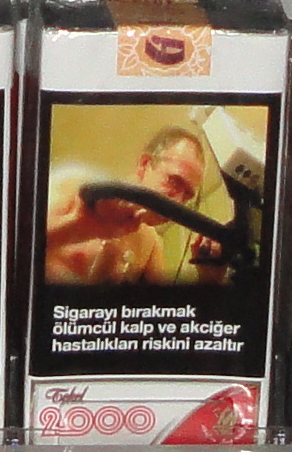 Sigarayı bırakmak
ölümcül kalp ve akciğer
hastalıkları riskini azaltır
Tekel
2000